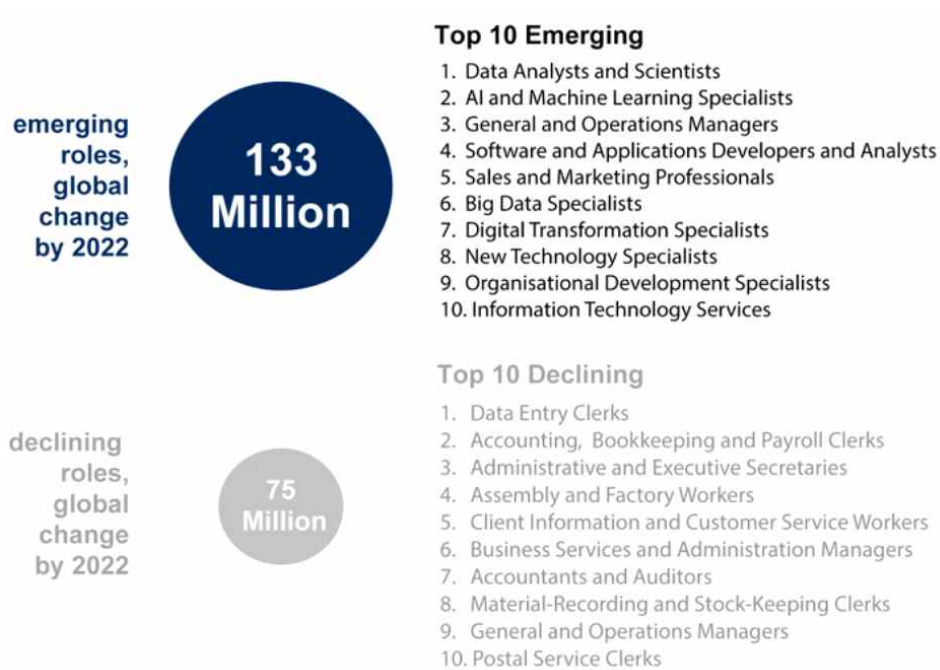 emerging
roles,
global
change
by 2022
133
Million
Top 10 Emerging
1. Data Analysts and Scientists
2. AI and Machine Learning Specialists
3. General and Operations Managers
4. Software and Applications Developers and Analysts
5. Sales and Marketing Professionals
6. Big Data Specialists
7. Digital Transformation Specialists
8. New Technology Specialists
9. Organisational Development Specialists
10. Information Technology Services
declining
roles,
global
change
by 2022
75
Million
Top 10 Declining
1. Data Entry Clerks
2. Accounting, Bookkeeping and Payroll Clerks
3. Administrative and Executive Secretaries
4. Assembly and Factory Workers
5. Client Information and Customer Service Workers
6. Business Services and Administration Managers
7. Accountants and Auditors
8. Material-Recording and Stock-Keeping Clerks
9. General and Operations Managers
10. Postal Service Clerks